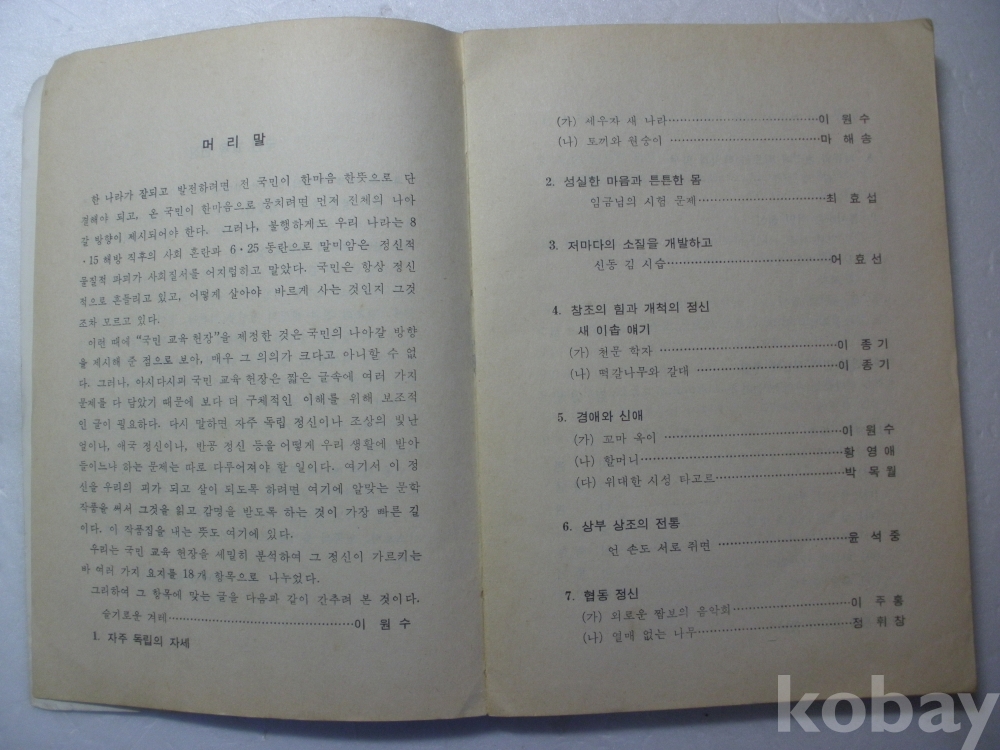 머 리 말
한 나라가 잘되고 발전하려면 전 국민이 한마음 한뜻으로 단
결해야 되고, 온 국민이 한마음으로 뭉치려면 먼저 전체의 나아
갈 방향이 제시되어야 한다. 그러나, 불행하게도 우리 나라는 8
·15 해방 직후의 사회 혼란과 6·25 동란으로 말미암은 정신적
물질적 파괴가 사회질서를 어지럽히고 말았다. 국민은 항상 정신
적으로 흔들리고 있고, 어떻게 살아야 바르게 사는 것인지 그것
조차 모르고 있다.
이런 때에 “국민 교육 헌장”을 제정한 것은 국민의 나아갈 방향
을 제시해 준 점으로 보아, 매우 그 의의가 크다고 아니할 수 없
다. 그러나, 아시다시피 국민 교육 헌장은 짧은 글속에 여러 가지
문제를 다 담았기 때문에 보다 더 구체적인 이해를 위해 보조적
인 글이 필요하다. 다시 말하면 자주 독립 정신이나 조상의 빛난
얼이나, 애국 정신이나, 반공 정신 등을 어떻게 우리 생활에 받아
들이느냐 하는 문제는 따로 다루어져야 할 일이다. 여기서 이 정
신을 우리의 피가 되고 살이 되도록 하려면 여기에 알맞는 문학
작품을 써서 그것을 읽고 감명을 받도록 하는 것이 가장 빠른 길
이다. 이 작품집을 내는 뜻도 여기에 있다.
우리는 국민 교육 헌장을 세밀히 분석하여 그 정신이 가르키는
바 여러 가지 요지를 18개 항목으로 나누었다.
그리하여 그 항목에 맞는 글을 다음과 같이 간추려 본 것이다.
슬기로운 겨레……………………………이 원 수
1. 자주 독립의 자세
(가) 세우자 새 나라……………………………이 원 수
(나) 토끼와 원숭이……………………………마 해 송
2. 성실한 마음과 튼튼한 몸
임금님의 시험 문제……………………………최 효 섭
3. 저마다의 소질을 개발하고
신동 김 시습……………………………어 효 선
4. 창조의 힘과 개척의 정신
새 이솝 얘기
(가) 천문 학자……………………………이 종 기
(나) 떡갈나무와 갈대……………………………이 종 기
5. 경애와 신애
(가) 꼬마 옥이……………………………이 원 수
(나) 할머니……………………………황 영 애
(다) 위대한 시성 타고르……………………………박 목 월
6. 상부 상조의 전통
언 손도 서로 쥐면……………………………윤 석 중
7. 협동 정신
(가) 외로운 짬보의 음악회……………………………이 주 홍
(나) 열매 없는 나무……………………………정 휘 창
kobay